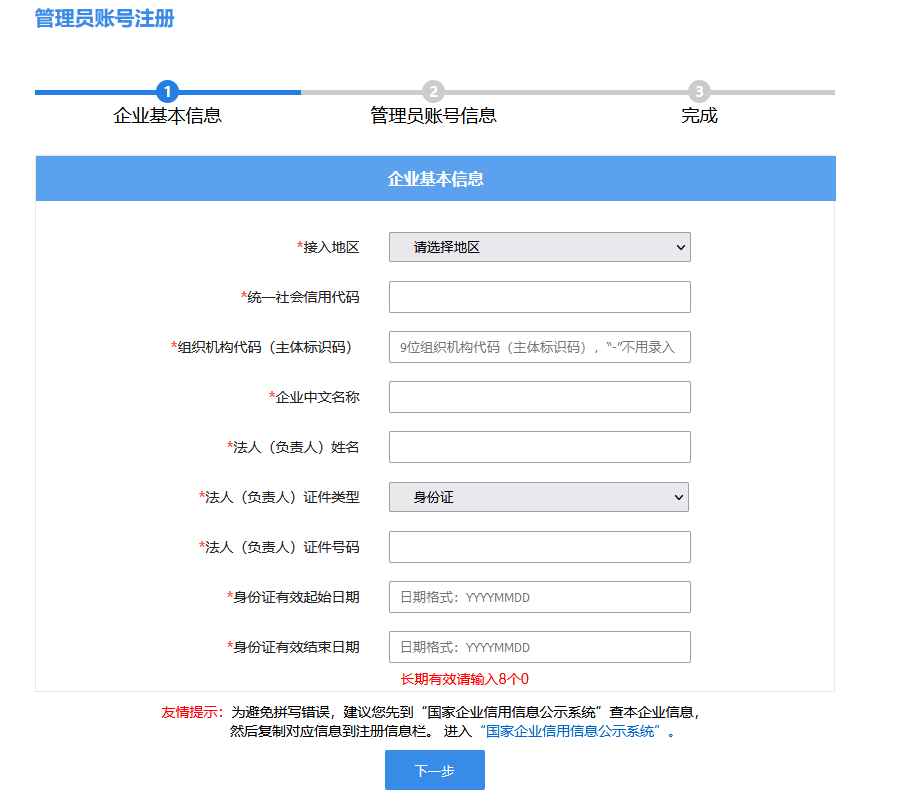 管理员账号注册
1
2
3
企业基本信息
管理员账号信息
完成
企业基本信息
*接入地区
请选择地区
*统一社会信用代码
*组织机构代码（主体标识码）
9位组织机构代码（主体标识码），“-”不用录入
*企业中文名称
*法人（负责人）姓名
*法人（负责人）证件类型
身份证
*法人（负责人）证件号码
*身份证有效起始日期
日期格式：YYYYMMDD
*身份证有效结束日期
日期格式：YYYYMMDD
长期有效请输入8个0
友情提示：为避免拼写错误，建议您先到“国家企业信用信息公示系统”查本企业信息，
然后复制对应信息到注册信息栏。 进入“国家企业信用信息公示系统”。
下一步